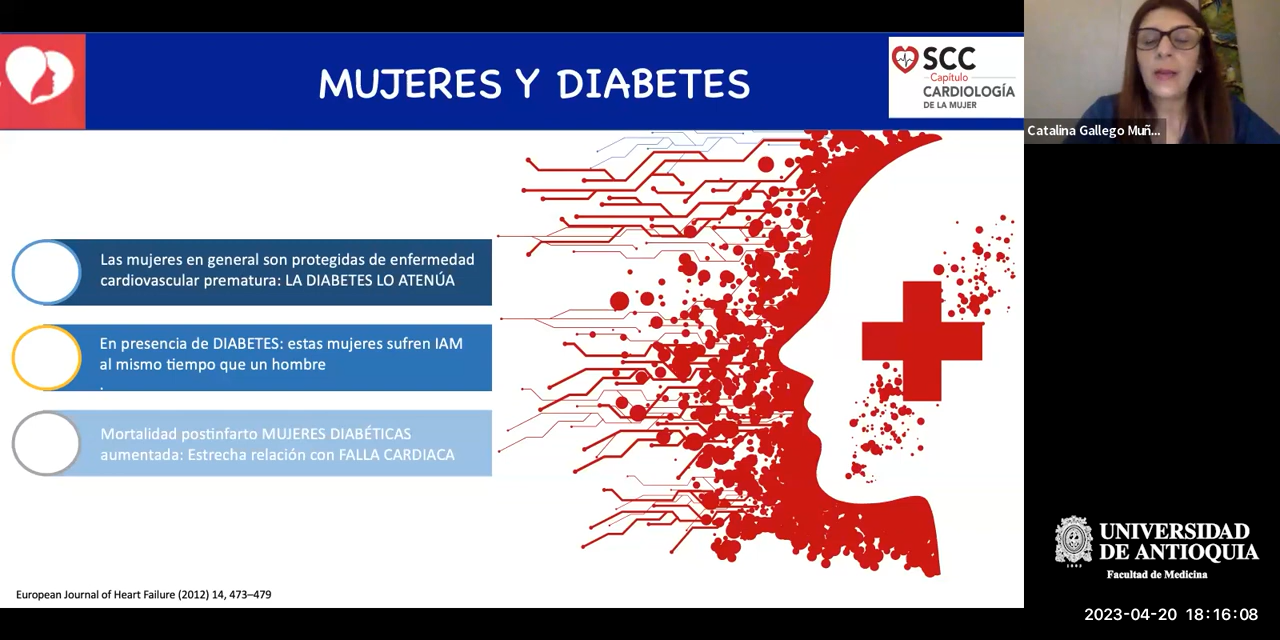 MUJERES Y DIABETES
SCC
Capítulo
CARDIOLOGÍA
DE LA MUJER
Catalina Gallego Muñ...
Las mujeres en general son protegidas de enfermedad
cardiovascular prematura: LA DIABETES LO ATENÚA
En presencia de DIABETES: estas mujeres sufren IAM
al mismo tiempo que un hombre
.
Mortalidad postinfarto MUJERES DIABÉTICAS
aumentada: Estrecha relación con FALLA CARDIACA
European Journal of Heart Failure (2012) 14, 473–479
UNIVERSIDAD
DE ANTIOQUIA
1803
Facultad de Medicina
2023-04-20 18:16:08